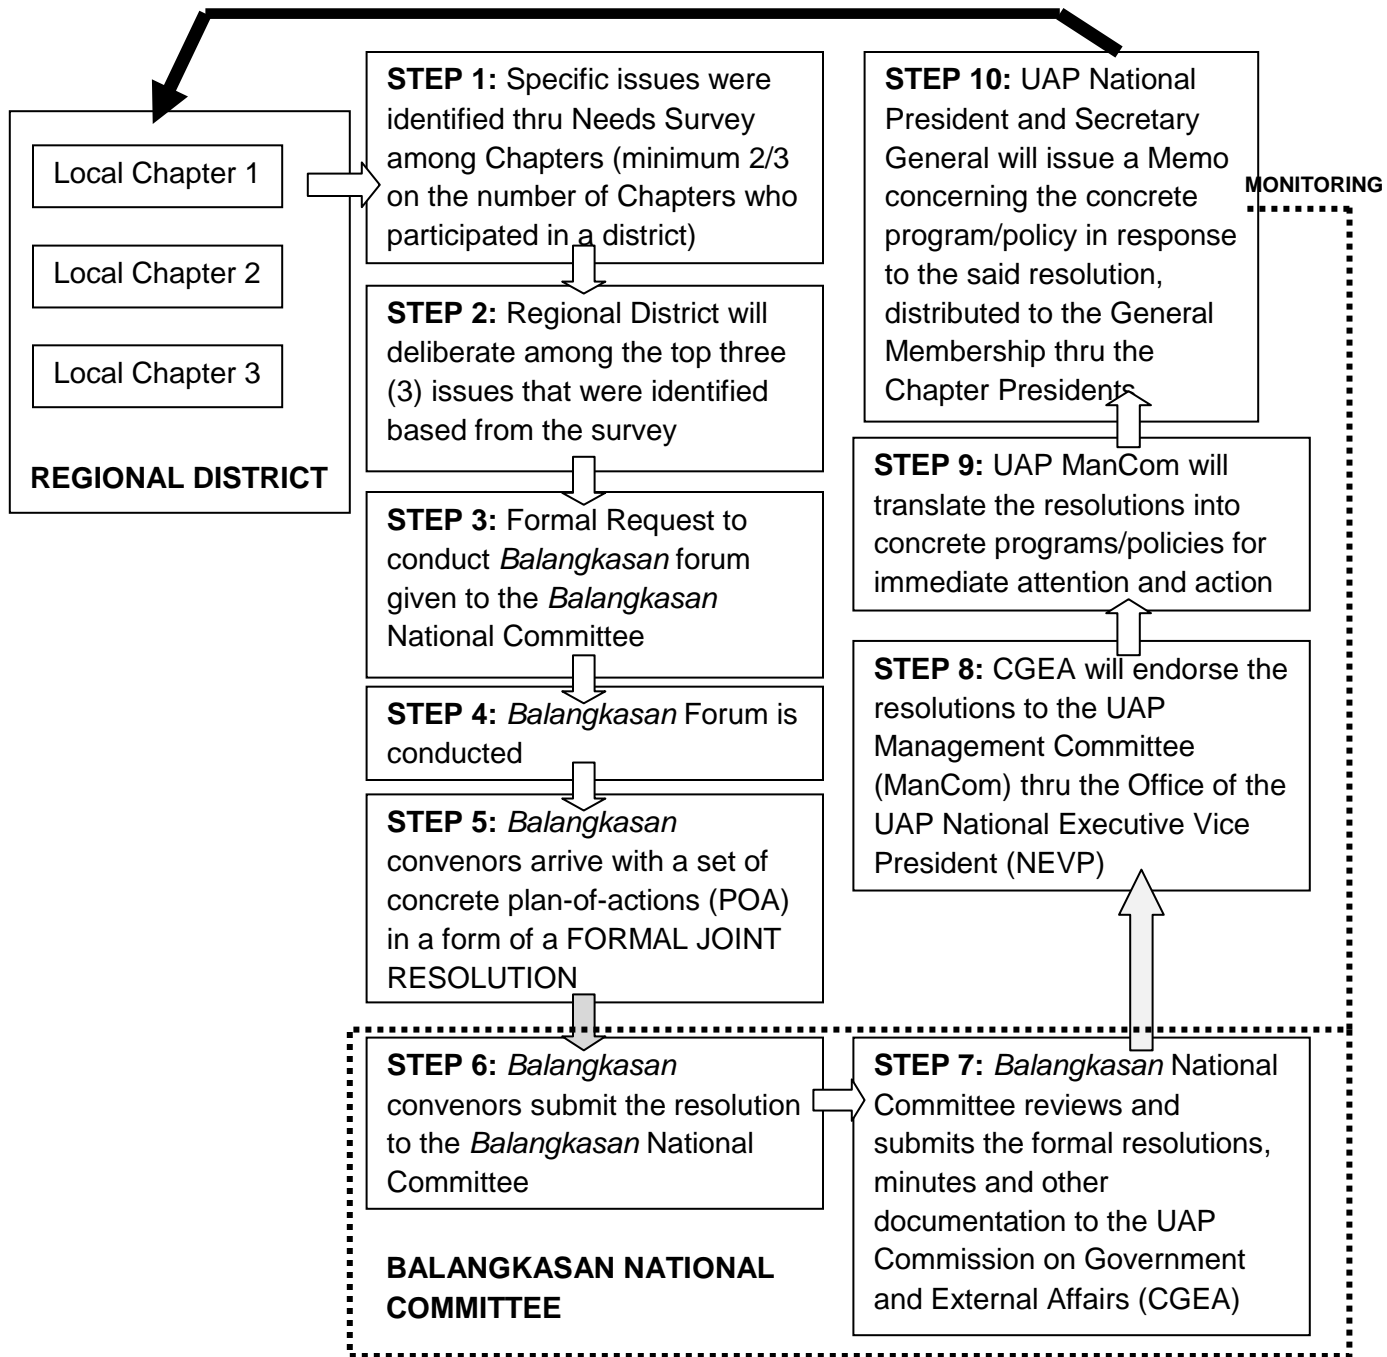 Local Chapter 1
Local Chapter 2
Local Chapter 3
REGIONAL DISTRICT
STEP 1: Specific issues were
identified thru Needs Survey
among Chapters (minimum 2/3
on the number of Chapters who
participated in a district)
STEP 2: Regional District will
deliberate among the top three
(3) issues that were identified
based from the survey
STEP 3: Formal Request to
conduct Balangkasan forum
given to the Balangkasan
National Committee
STEP 4: Balangkasan Forum is
conducted
STEP 5: Balangkasan
convenors arrive with a set of
concrete plan-of-actions (POA)
in a form of a FORMAL JOINT
RESOLUTION
STEP 6: Balangkasan
convenors submit the resolution
to the Balangkasan National
Committee
BALANGKASAN NATIONAL
COMMITTEE
STEP 7: Balangkasan National
Committee reviews and
submits the formal resolutions,
minutes and other
documentation to the UAP
Commission on Government
and External Affairs (CGEA)
STEP 8: CGEA will endorse the
resolutions to the UAP
Management Committee
(ManCom) thru the Office of the
UAP National Executive Vice
President (NEVP)
STEP 9: UAP ManCom will
translate the resolutions into
concrete programs/policies for
immediate attention and action
STEP 10: UAP National
President and Secretary
General will issue a Memo
concerning the concrete
program/policy in response
to the said resolution,
distributed to the General
Membership thru the
Chapter Presidents
MONITORING